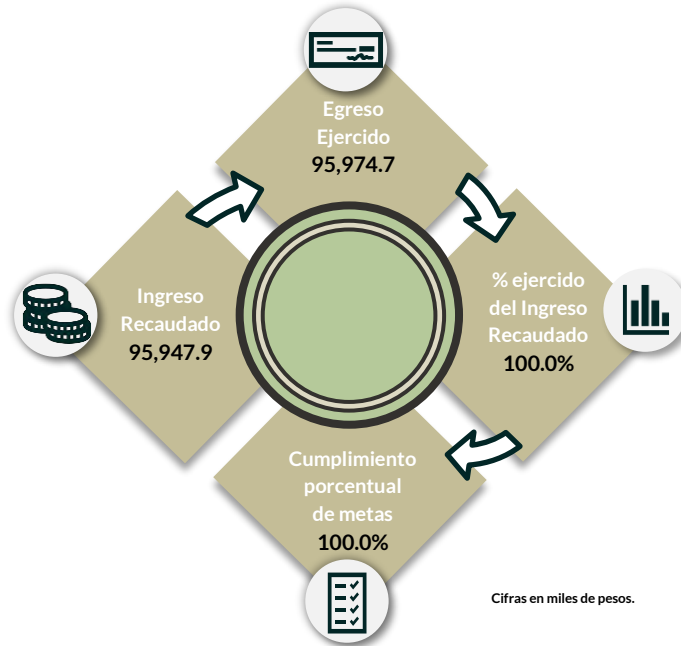 Egreso
Ejercido
95,974.7
Ingreso
Recaudado
95,947.9
% ejercido
del Ingreso
Recaudado
100.0%
Cumplimiento
porcentual
de metas
100.0%
Cifras en miles de pesos.